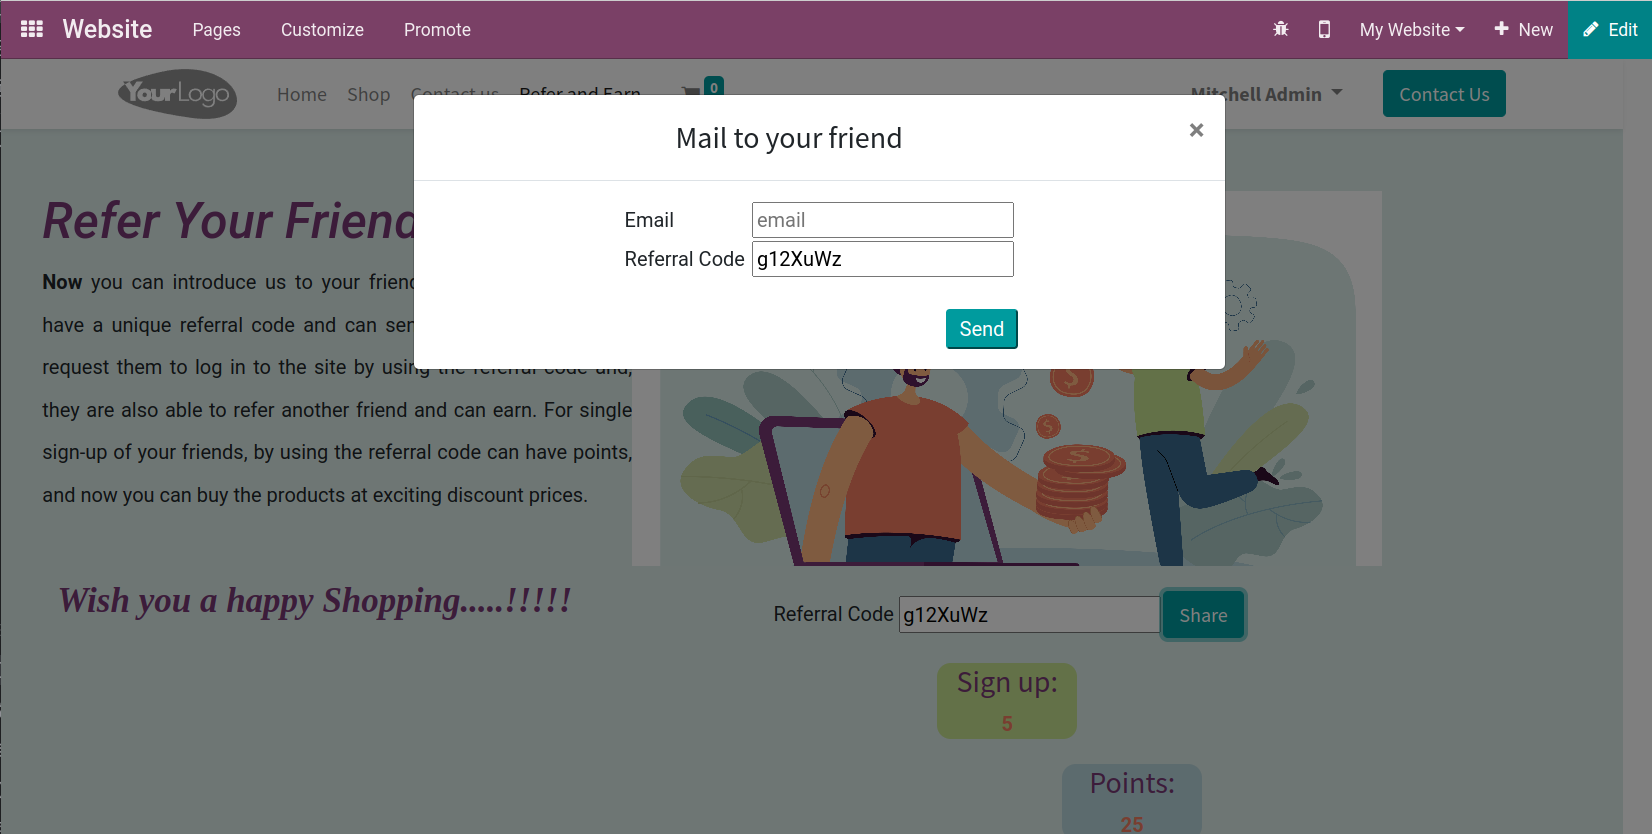 Website Pages Customize Promote My Website New Edit
YourLogo Home Shop Contact us Refer and Earn 0 Mitchell Admin Contact Us
Mail to your friend ×
Email email
Referral Code g12XuWz
Send
Refer Your Friend
Now you can introduce us to your
have a unique referral code and can
request them to log in to the site by using the referral code and,
they are also able to refer another friend and can earn. For single
sign-up of your friends, by using the referral code can have points,
and now you can buy the products at exciting discount prices.
Wish you a happy Shopping.....!!!!!
Referral Code g12XuWz Share
Sign up:
5
Points:
25